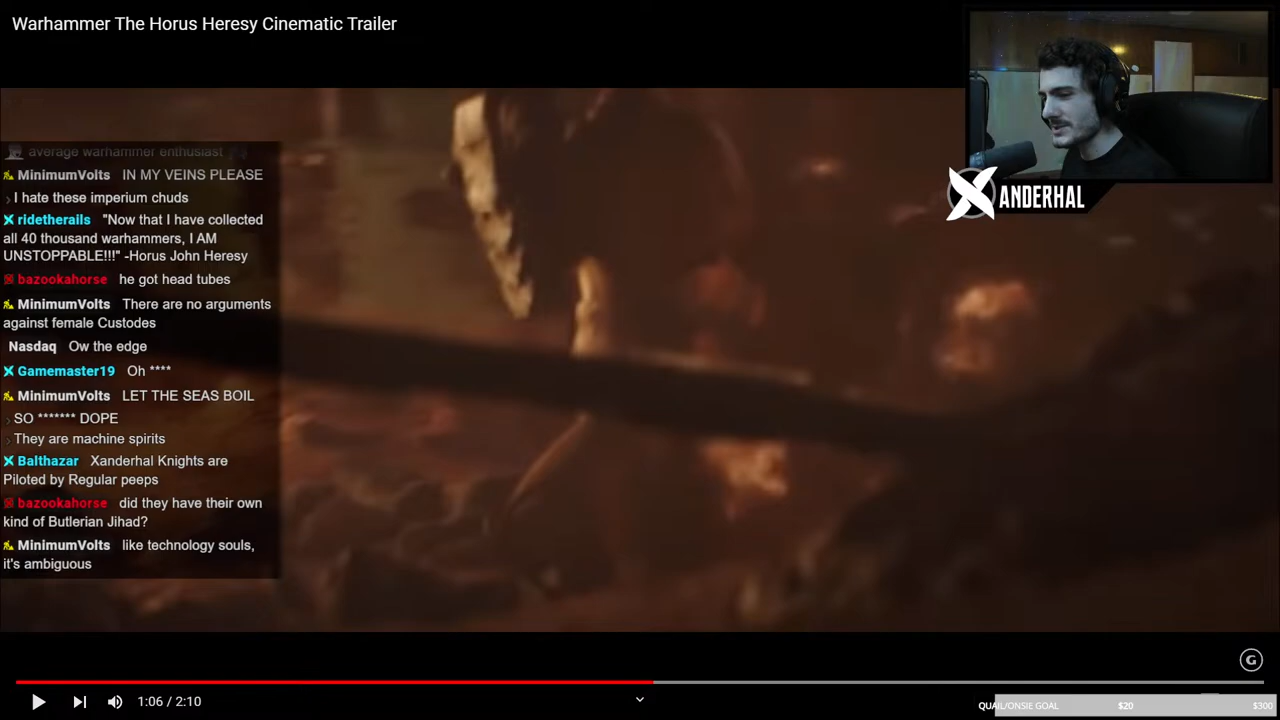 Warhammer The Horus Heresy Cinematic Trailer
ANDERHAL
average warhammer enthusiast
MinimumVolts IN MY VEINS PLEASE
I hate these imperium chuds
ridetherails "Now that I have collected
all 40 thousand warhammers, I AM
UNSTOPPABLE!!!" -Horus John Heresy
bazookahorse he got head tubes
MinimumVolts There are no arguments
against female Custodes
Nasdaq Ow the edge
Gamemaster19 Oh ****
MinimumVolts LET THE SEAS BOIL
SO ******* DOPE
They are machine spirits
Balthazar Xanderhal Knights are
Piloted by Regular peeps
bazookahorse did they have their own
kind of Butlerian Jihad?
MinimumVolts like technology souls,
it's ambiguous
G
1:06 / 2:10
QUAIL/ONSIE GOAL $20 $300